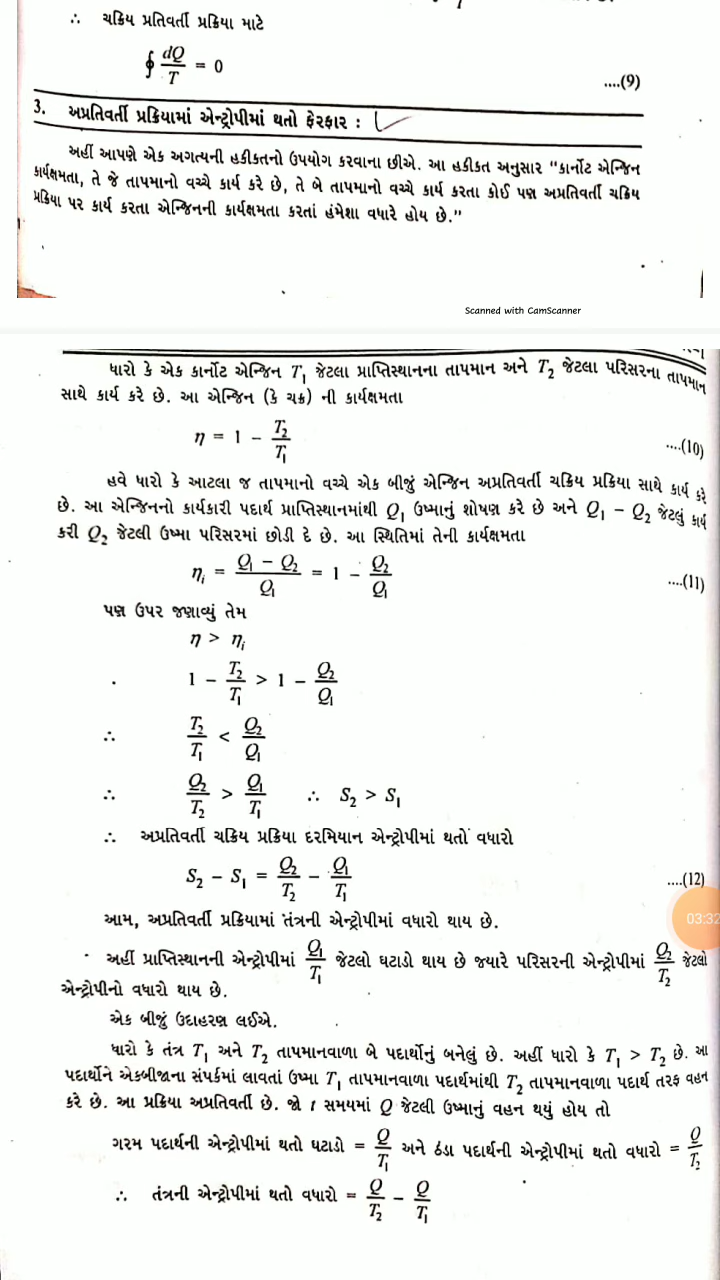 ∴ ચક્રિય પ્રતિવર્તી પ્રક્રિયા માટે
∮ dQ/T = 0 ....(9)
3. અપ્રતિવર્તી પ્રક્રિયામાં એન્ટ્રોપીમાં થતો ફેરફાર :
અહીં આપણે એક અગત્યની હકીકતનો ઉપયોગ કરવાના છીએ. આ હકીકત અનુસાર "કાર્નોટ એન્જિન
કાર્યક્ષમતા, તે જે તાપમાનો વચ્ચે કાર્ય કરે છે, તે બે તાપમાનો વચ્ચે કાર્ય કરતા કોઈ પણ અપ્રતિવર્તી ચક્રિય
પ્રક્રિયા પર કાર્ય કરતા એન્જિનની કાર્યક્ષમતા કરતાં હંમેશા વધારે હોય છે."
Scanned with CamScanner
ધારો કે એક કાર્નોટ એન્જિન T₁ જેટલા પ્રાપ્તિસ્થાનના તાપમાન અને T₂ જેટલા પરિસરના તાપમાન
સાથે કાર્ય કરે છે. આ એન્જિન (કે ચક્ર) ની કાર્યક્ષમતા
η = 1 − T₂/T₁ ....(10)
હવે ધારો કે આટલા જ તાપમાનો વચ્ચે એક બીજું એન્જિન અપ્રતિવર્તી ચક્રિય પ્રક્રિયા સાથે કાર્ય કરે
છે. આ એન્જિનનો કાર્યકારી પદાર્થ પ્રાપ્તિસ્થાનમાંથી Q₁ ઉષ્માનું શોષણ કરે છે અને Q₁ − Q₂ જેટલું કાર્ય
કરી Q₂ જેટલી ઉષ્મા પરિસરમાં છોડી દે છે. આ સ્થિતિમાં તેની કાર્યક્ષમતા
ηᵢ = (Q₁ − Q₂)/Q₁ = 1 − Q₂/Q₁ ....(11)
પણ ઉપર જણાવ્યું તેમ
η > ηᵢ
1 − T₂/T₁ > 1 − Q₂/Q₁
∴ T₂/T₁ < Q₂/Q₁
∴ Q₂/T₂ > Q₁/T₁ ∴ S₂ > S₁
∴ અપ્રતિવર્તી ચક્રિય પ્રક્રિયા દરમિયાન એન્ટ્રોપીમાં થતો વધારો
S₂ − S₁ = Q₂/T₂ − Q₁/T₁ ....(12)
03:32
આમ, અપ્રતિવર્તી પ્રક્રિયામાં તંત્રની એન્ટ્રોપીમાં વધારો થાય છે.
અહીં પ્રાપ્તિસ્થાનની એન્ટ્રોપીમાં Q₁/T₁ જેટલો ઘટાડો થાય છે જ્યારે પરિસરની એન્ટ્રોપીમાં Q₂/T₂ જેટલો
એન્ટ્રોપીનો વધારો થાય છે.
એક બીજું ઉદાહરણ લઈએ.
ધારો કે તંત્ર T₁ અને T₂ તાપમાનવાળા બે પદાર્થોનું બનેલું છે. અહીં ધારો કે T₁ > T₂ છે. આ
પદાર્થોને એકબીજાના સંપર્કમાં લાવતાં ઉષ્મા T₁ તાપમાનવાળા પદાર્થમાંથી T₂ તાપમાનવાળા પદાર્થ તરફ વહન
કરે છે. આ પ્રક્રિયા અપ્રતિવર્તી છે. જો t સમયમાં Q જેટલી ઉષ્માનું વહન થયું હોય તો
ગરમ પદાર્થની એન્ટ્રોપીમાં થતો ઘટાડો = Q/T₁ અને ઠંડા પદાર્થની એન્ટ્રોપીમાં થતો વધારો = Q/T₂
∴ તંત્રની એન્ટ્રોપીમાં થતો વધારો = Q/T₂ − Q/T₁